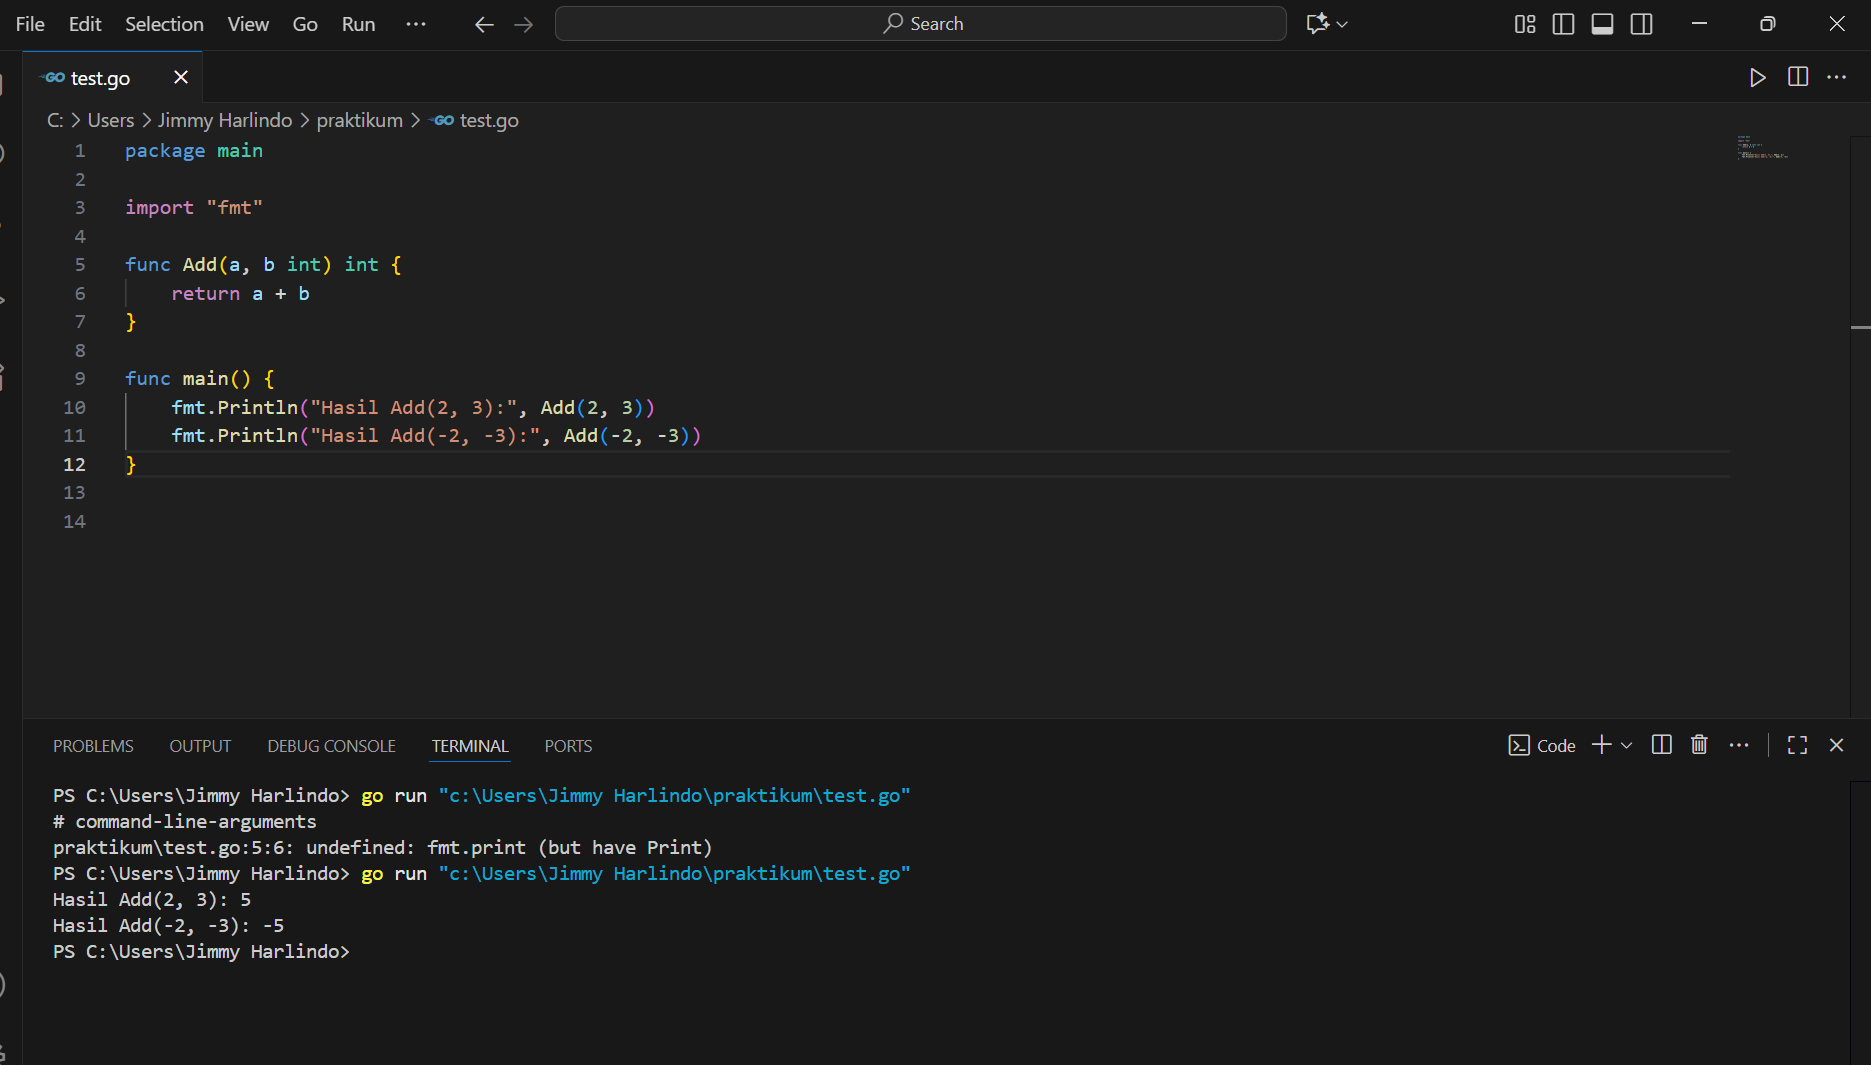 File Edit Selection View Go Run ··· Search
GO test.go
C: > Users > Jimmy Harlindo > praktikum > GO test.go
1 package main
2
3 import "fmt"
4
5 func Add(a, b int) int {
6 return a + b
7 }
8
9 func main() {
10 fmt.Println("Hasil Add(2, 3):", Add(2, 3))
11 fmt.Println("Hasil Add(-2, -3):", Add(-2, -3))
12 }
13
14
PROBLEMS OUTPUT DEBUG CONSOLE TERMINAL PORTS Code
PS C:\Users\Jimmy Harlindo> go run "c:\Users\Jimmy Harlindo\praktikum\test.go"
# command-line-arguments
praktikum\test.go:5:6: undefined: fmt.print (but have Print)
PS C:\Users\Jimmy Harlindo> go run "c:\Users\Jimmy Harlindo\praktikum\test.go"
Hasil Add(2, 3): 5
Hasil Add(-2, -3): -5
PS C:\Users\Jimmy Harlindo>